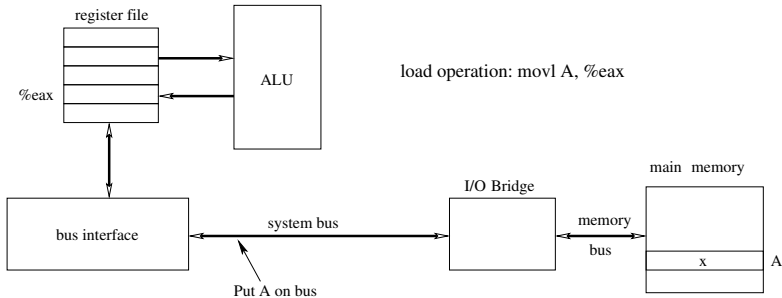 register file
ALU
load operation: movl A, %eax
%eax
main memory
I/O Bridge
bus interface
system bus
memory
bus
x
A
Put A on bus